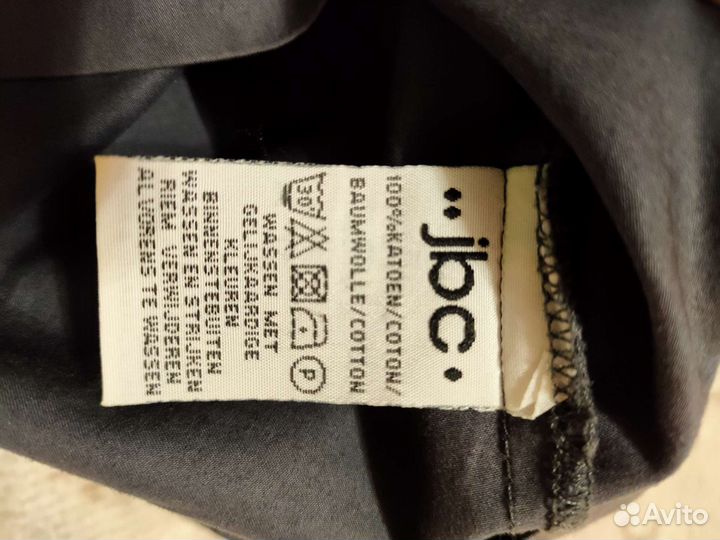 jbc
100%KATOEN/COTON/
BAUMWOLLE/COTTON
30
P
WASSEN MET
GELIJKAARDIGE
KLEUREN
BINNENSTEBUITEN
WASSEN EN STRIJKEN
RIEM VERWIJDEREN
ALVORENS TE WASSEN
Avito